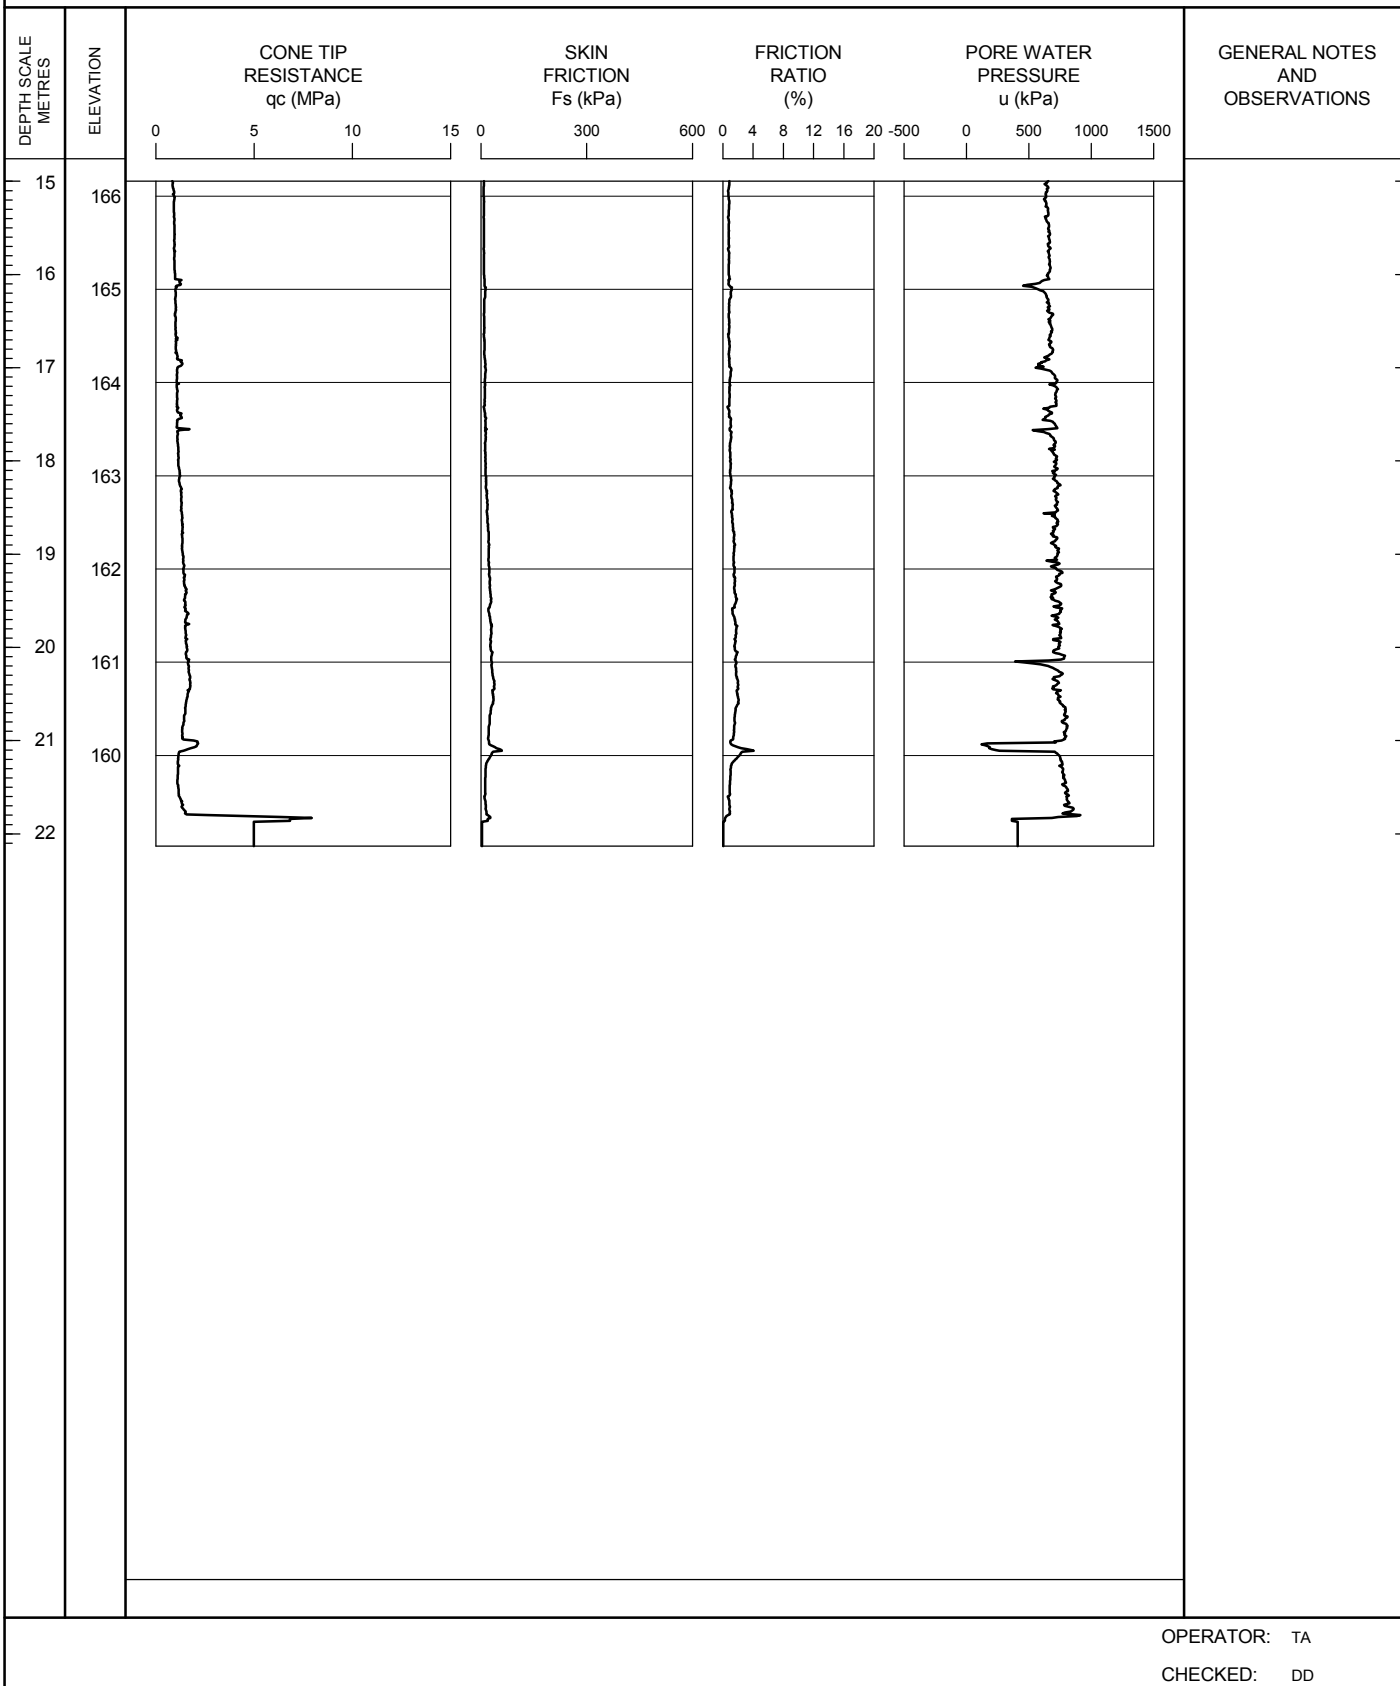 DEPTH SCALE
METRES
ELEVATION
CONE TIP
RESISTANCE
qc (MPa)
0 5 10 15
SKIN
FRICTION
Fs (kPa)
0 300 600
FRICTION
RATIO
(%)
0 4 8 12 16 20
PORE WATER
PRESSURE
u (kPa)
-500 0 500 1000 1500
GENERAL NOTES
AND
OBSERVATIONS
15
166
16
165
17
164
18
163
19
162
20
161
21
160
22
OPERATOR: TA
CHECKED: DD